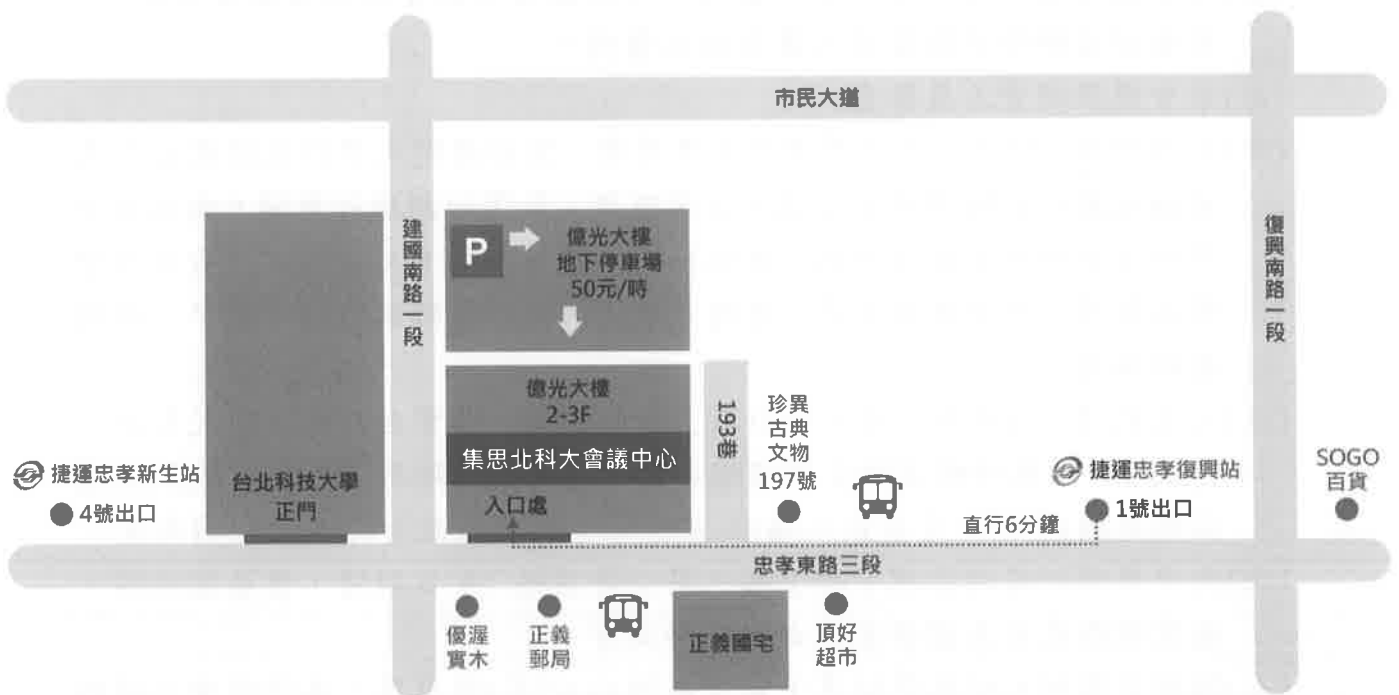 市民大道
建國南路一段
復興南路一段
P
億光大樓
地下停車場
50元/時
億光大樓
2-3F
集思北科大會議中心
入口處
193巷
珍異
古典
文物
197號
捷運忠孝新生站
4號出口
台北科技大學
正門
捷運忠孝復興站
1號出口
直行6分鐘
SOGO
百貨
忠孝東路三段
優渥
實木
正義
郵局
正義國宅
頂好
超市